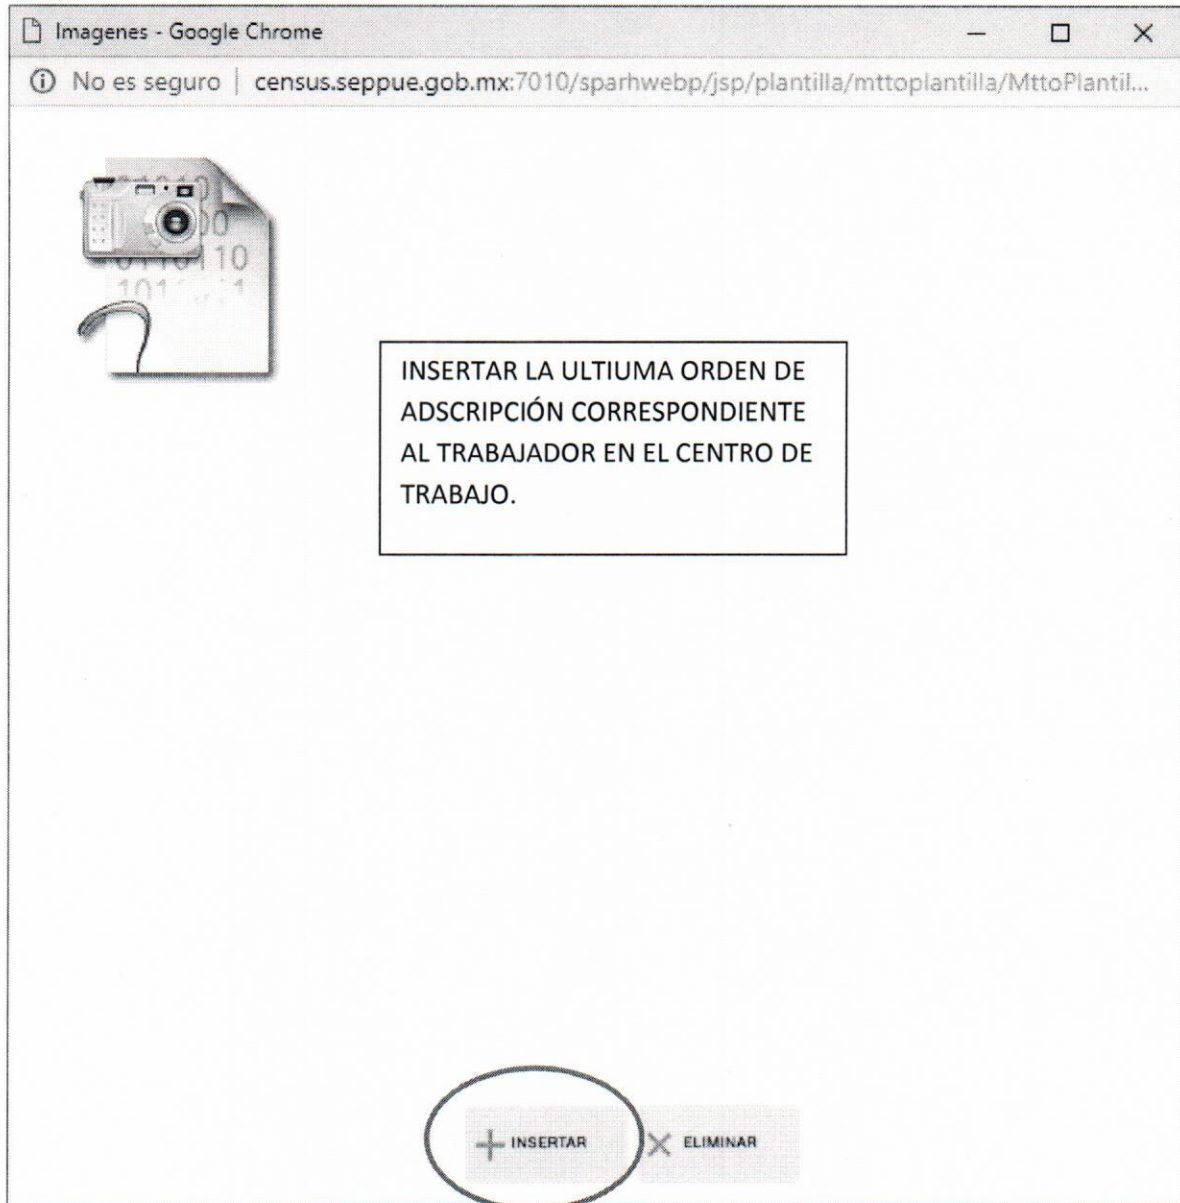 Imagenes - Google Chrome
No es seguro | census.seppue.gob.mx:7010/sparhwebp/jsp/plantilla/mttoplantilla/MttoPlantil...
INSERTAR LA ULTIUMA ORDEN DE
ADSCRIPCIÓN CORRESPONDIENTE
AL TRABAJADOR EN EL CENTRO DE
TRABAJO.
INSERTAR
ELIMINAR